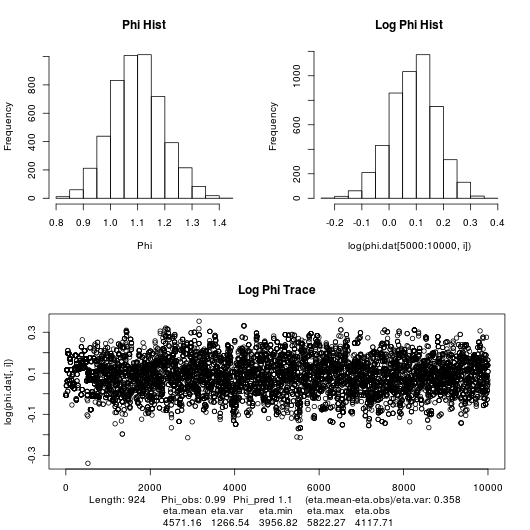 Phi Hist
Log Phi Hist
Frequency
0 200 400 600 800
0.8 0.9 1.0 1.1 1.2 1.3 1.4
Phi
Frequency
0 200 600 1000
-0.2 -0.1 0.0 0.1 0.2 0.3 0.4
log(phi.dat[5000:10000, i])
Log Phi Trace
log(phi.dat[, i])
-0.3 -0.1 0.1 0.3
0 2000 4000 6000 8000 10000
Length: 924 Phi_obs: 0.99 Phi_pred 1.1 (eta.mean-eta.obs)/eta.var: 0.358
eta.mean eta.var eta.min eta.max eta.obs
4571.16 1266.54 3956.82 5822.27 4117.71